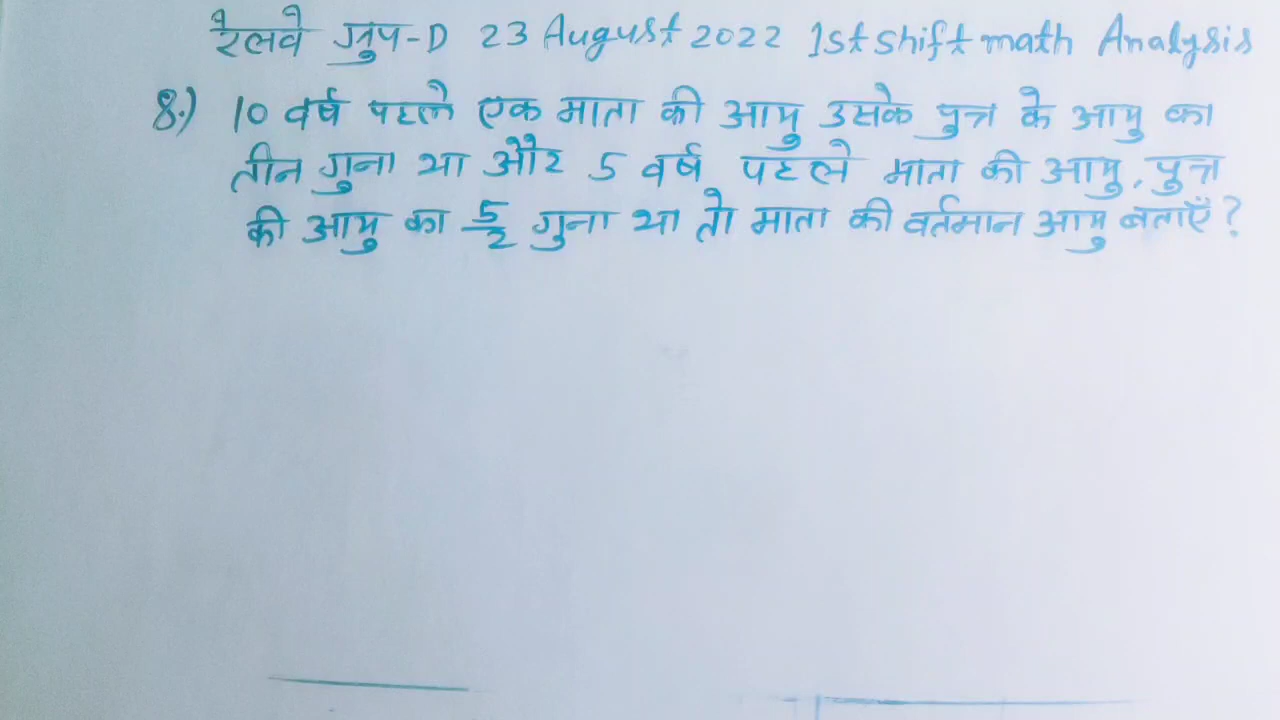 रेलवे ग्रुप-D 23 August 2022 1st shift math Analysis
8.) 10 वर्ष पहले एक माता की आयु उसके पुत्र के आयु का
तीन गुना था और 5 वर्ष पहले माता की आयु, पुत्र
की आयु का 5/2 गुना था तो माता की वर्तमान आयु बताएँ ?